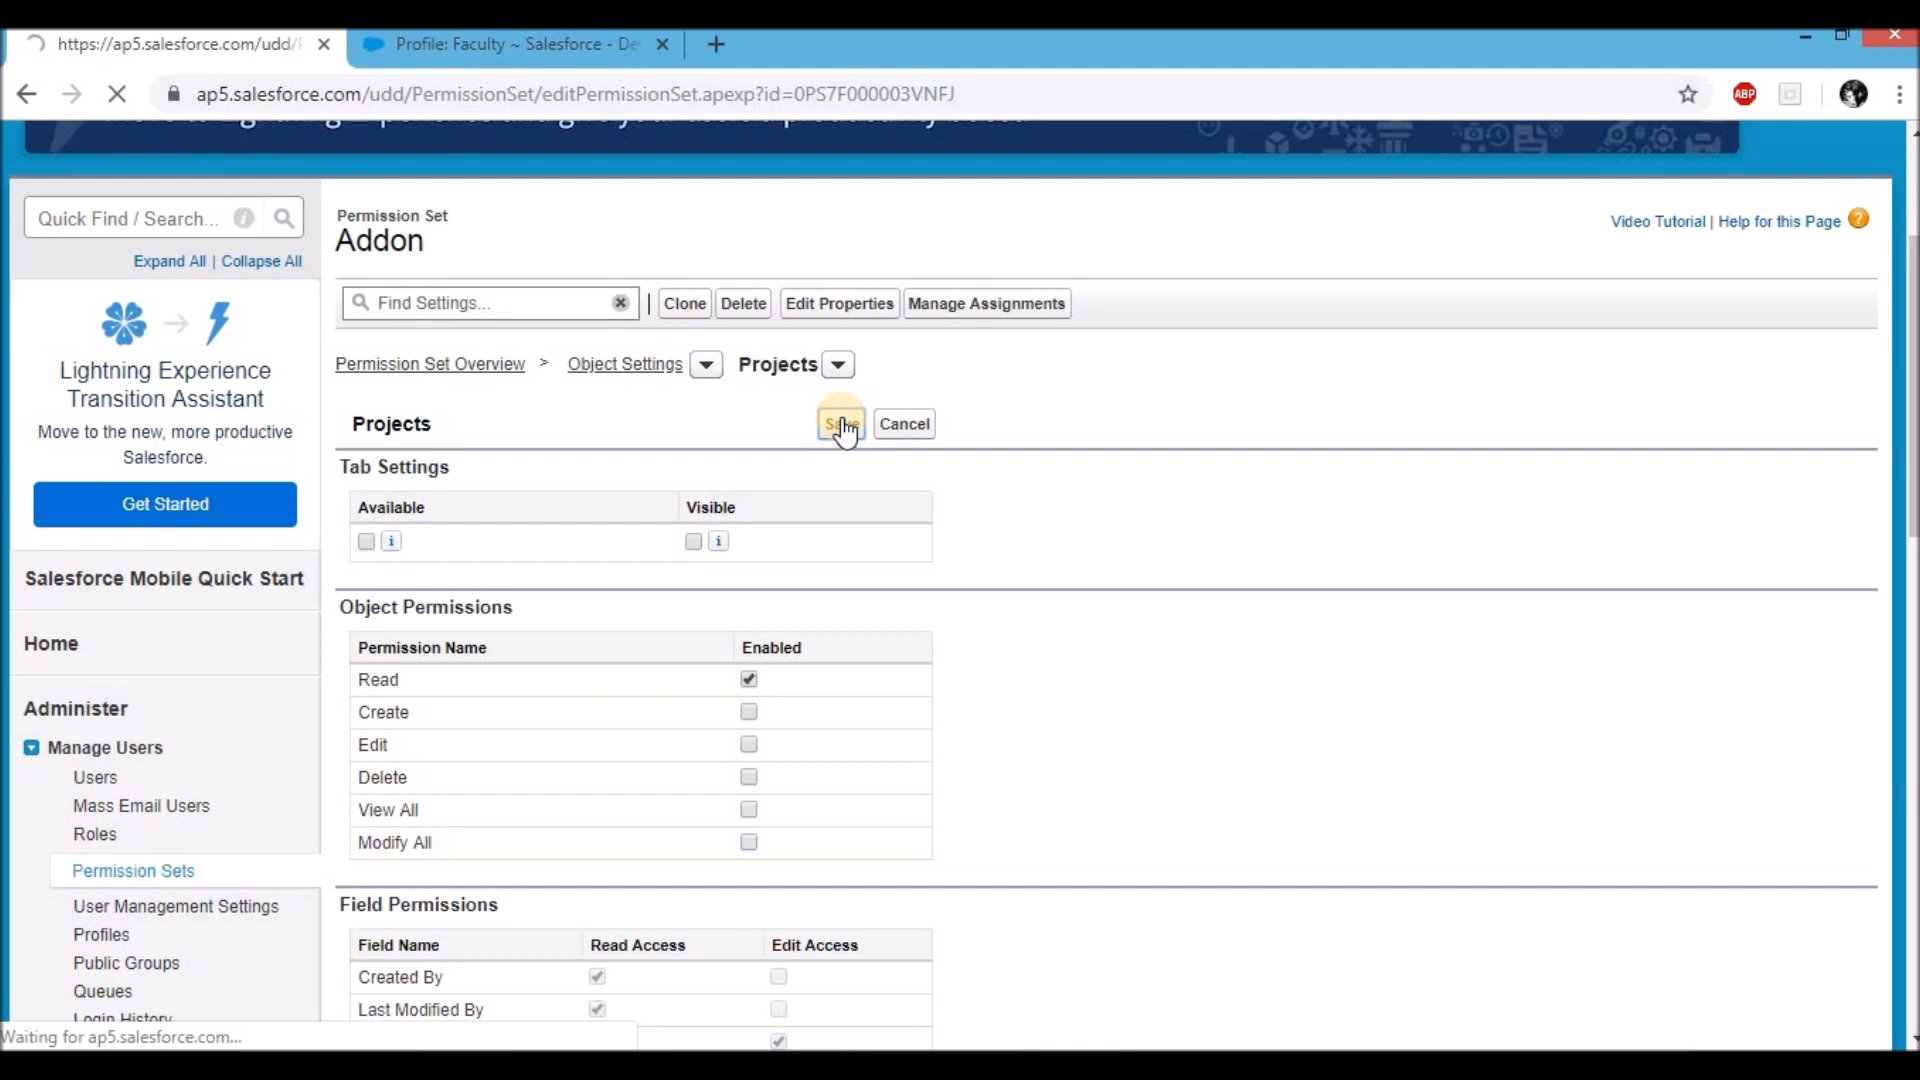 https://ap5.salesforce.com/udd/
Profile: Faculty ~ Salesforce - De
ap5.salesforce.com/udd/PermissionSet/editPermissionSet.apexp?id=0PS7F000003VNFJ
ABP
Quick Find / Search...
Expand All | Collapse All
Lightning Experience
Transition Assistant
Move to the new, more productive
Salesforce.
Get Started
Salesforce Mobile Quick Start
Home
Administer
Manage Users
Users
Mass Email Users
Roles
Permission Sets
User Management Settings
Profiles
Public Groups
Queues
Login History
Waiting for ap5.salesforce.com...
Permission Set
Addon
Video Tutorial | Help for this Page
Find Settings...
Clone
Delete
Edit Properties
Manage Assignments
Permission Set Overview > Object Settings Projects
Projects Save Cancel
Tab Settings
Available Visible
Object Permissions
Permission Name Enabled
Read
Create
Edit
Delete
View All
Modify All
Field Permissions
Field Name Read Access Edit Access
Created By
Last Modified By